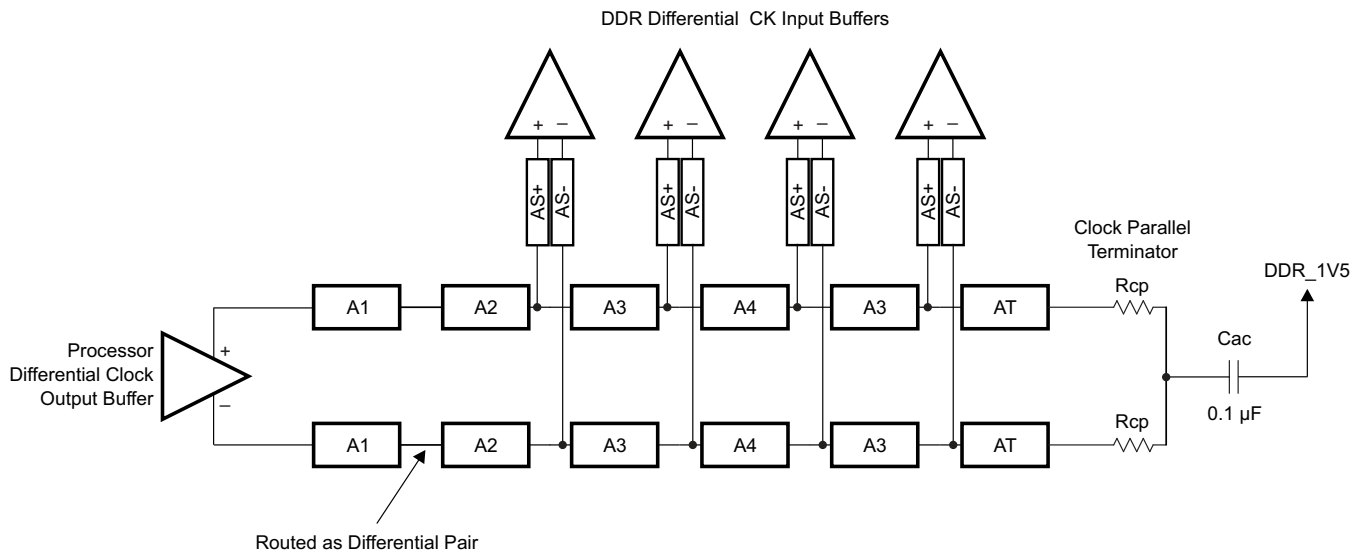 DDR Differential CK Input Buffers
+ –
+ –
+ –
+ –
AS+
AS-
AS+
AS-
AS+
AS-
AS+
AS-
Clock Parallel
Terminator
DDR_1V5
A1
A2
A3
A4
A3
AT
Rcp
Processor
Differential Clock
Output Buffer
+
–
Cac
0.1 µF
A1
A2
A3
A4
A3
AT
Rcp
Routed as Differential Pair